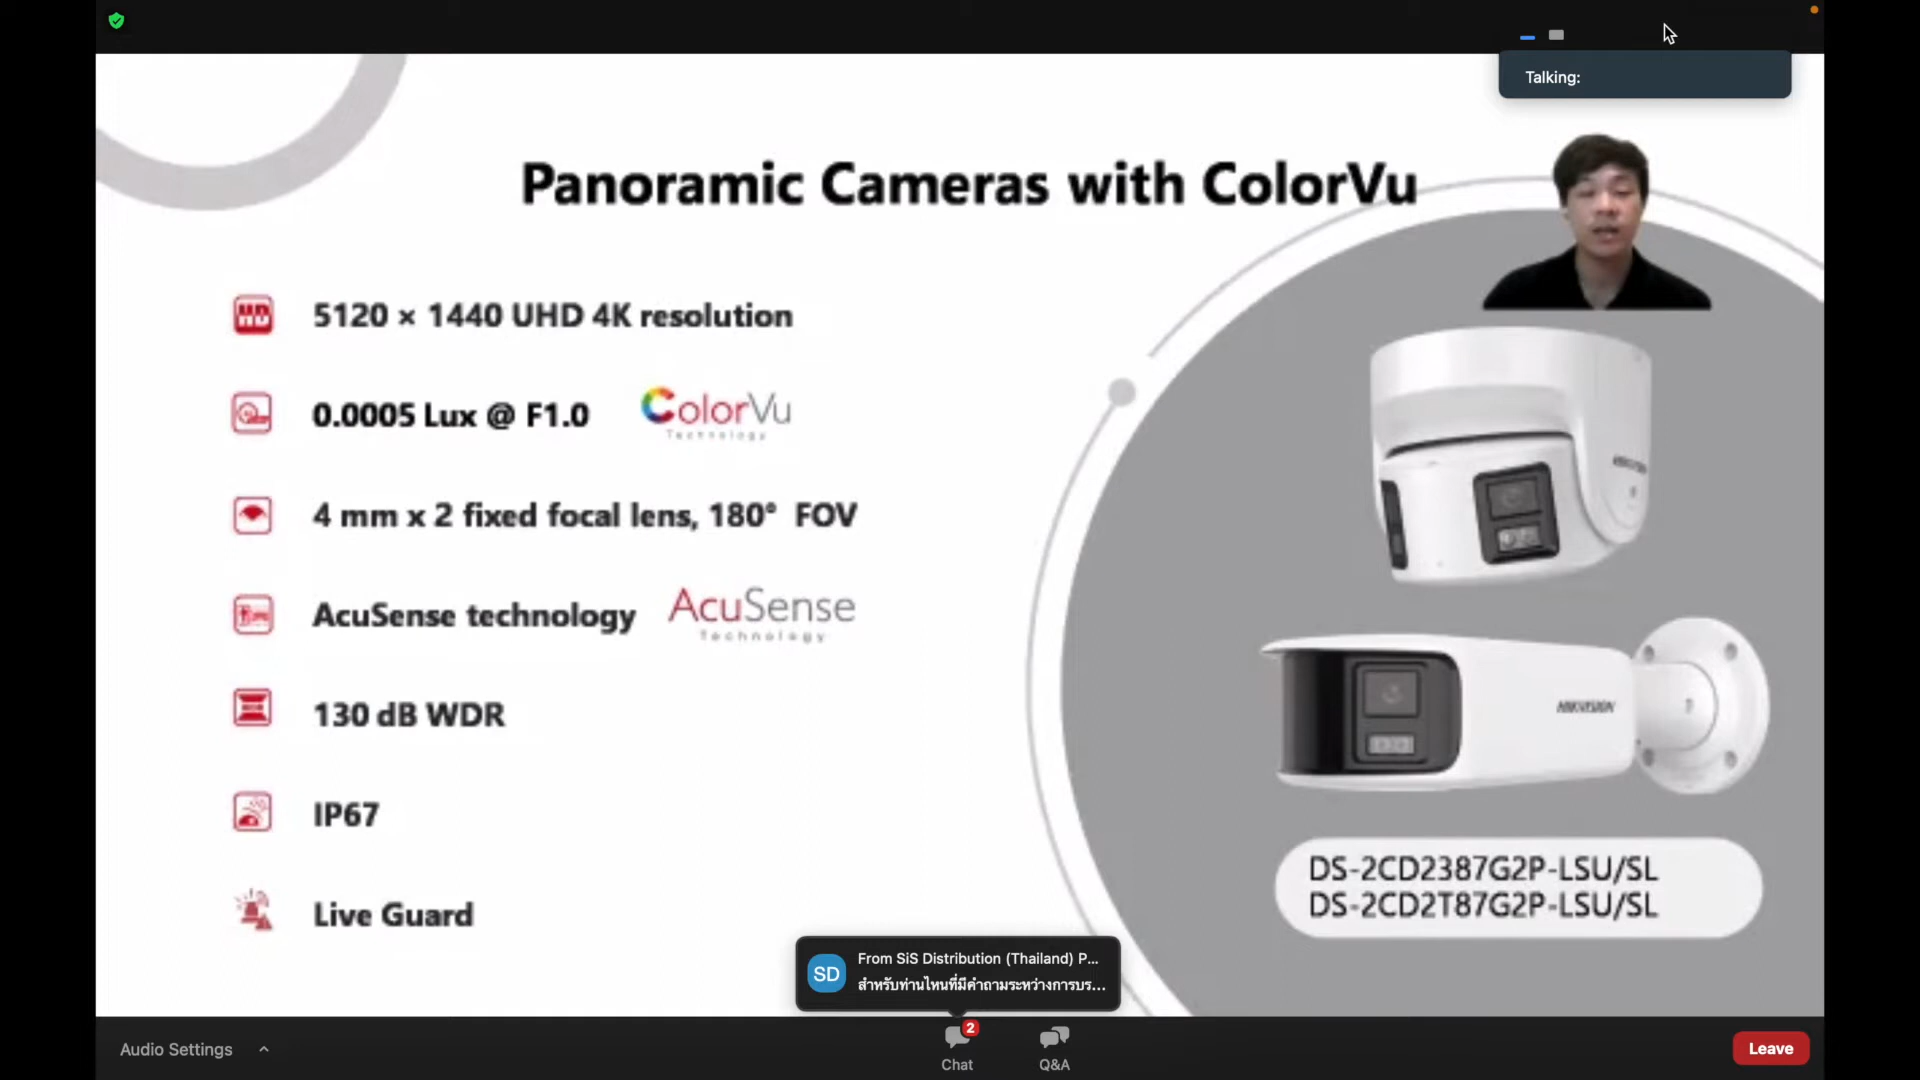 Talking:
Panoramic Cameras with ColorVu
HD
5120 × 1440 UHD 4K resolution
0.0005 Lux @ F1.0
ColorVu
Technology
4 mm x 2 fixed focal lens, 180° FOV
AcuSense technology
AcuSense
Technology
130 dB WDR
IP67
Live Guard
HIKVISION
DS-2CD2387G2P-LSU/SL
DS-2CD2T87G2P-LSU/SL
SD
From SiS Distribution (Thailand) P...
สำหรับท่านไหนที่มีคำถามระหว่างการบร...
Audio Settings
2
Chat
Q&A
Leave